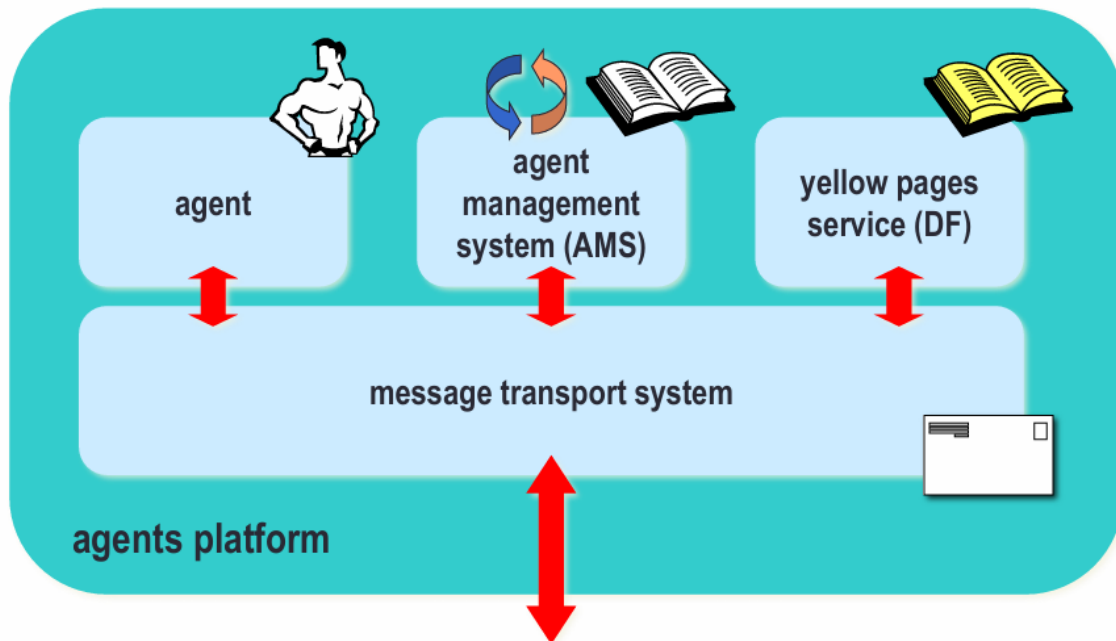 agent
agent
management
system (AMS)
yellow pages
service (DF)
message transport system
agents platform